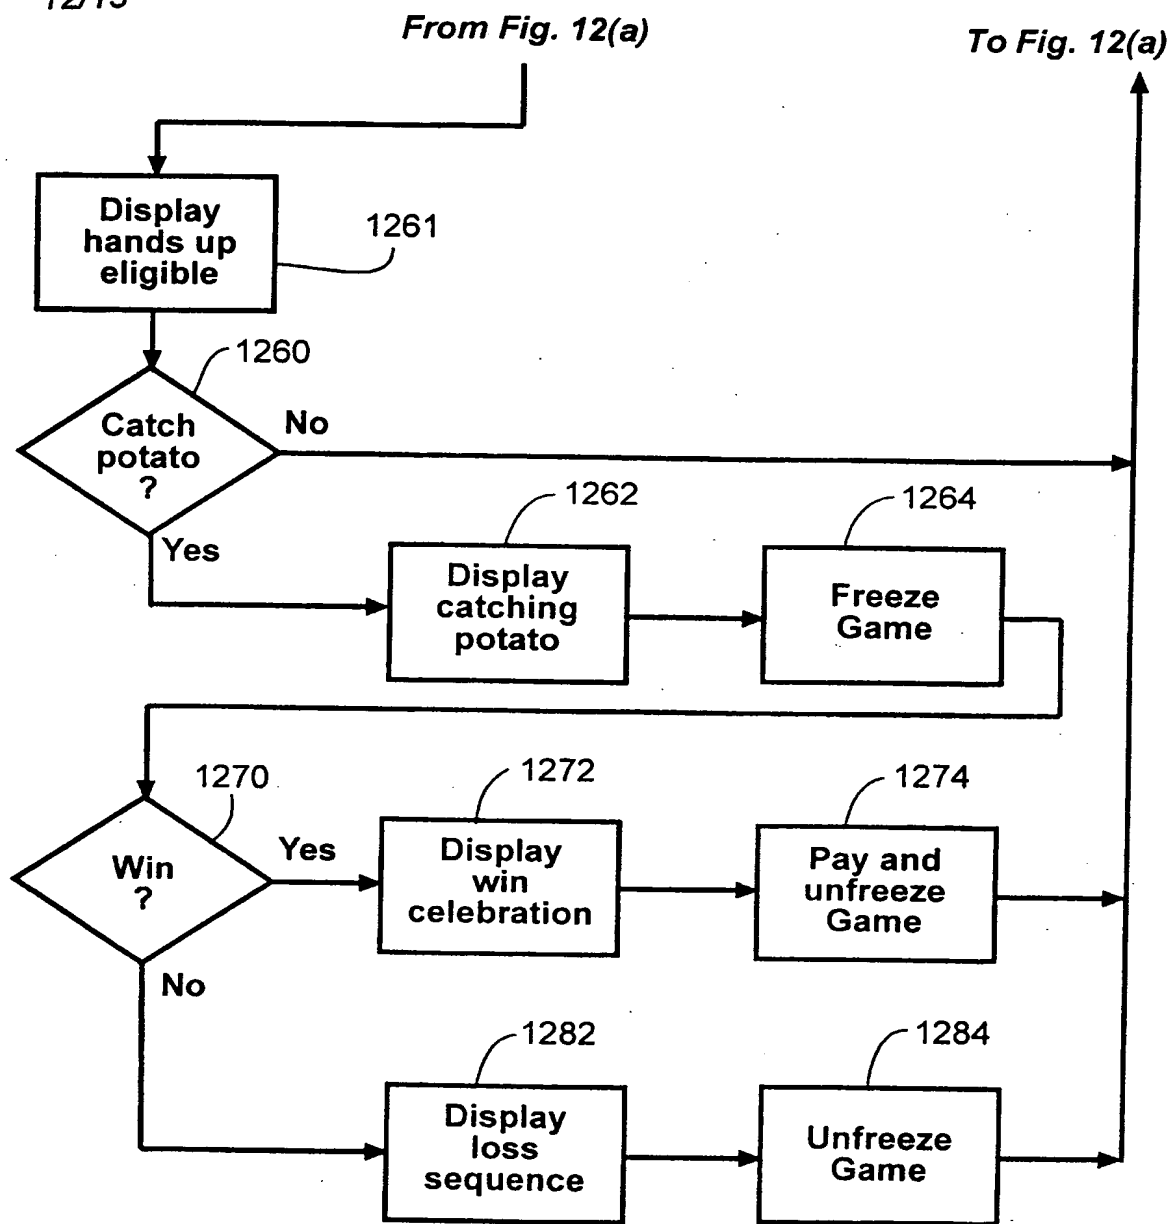 12/15
From Fig. 12(a)
To Fig. 12(a)
Display
hands up
eligible
1261
1260
Catch
potato
?
No
Yes
1262
Display
catching
potato
1264
Freeze
Game
1270
Win
?
Yes
1272
Display
win
celebration
1274
Pay and
unfreeze
Game
No
1282
Display
loss
sequence
1284
Unfreeze
Game